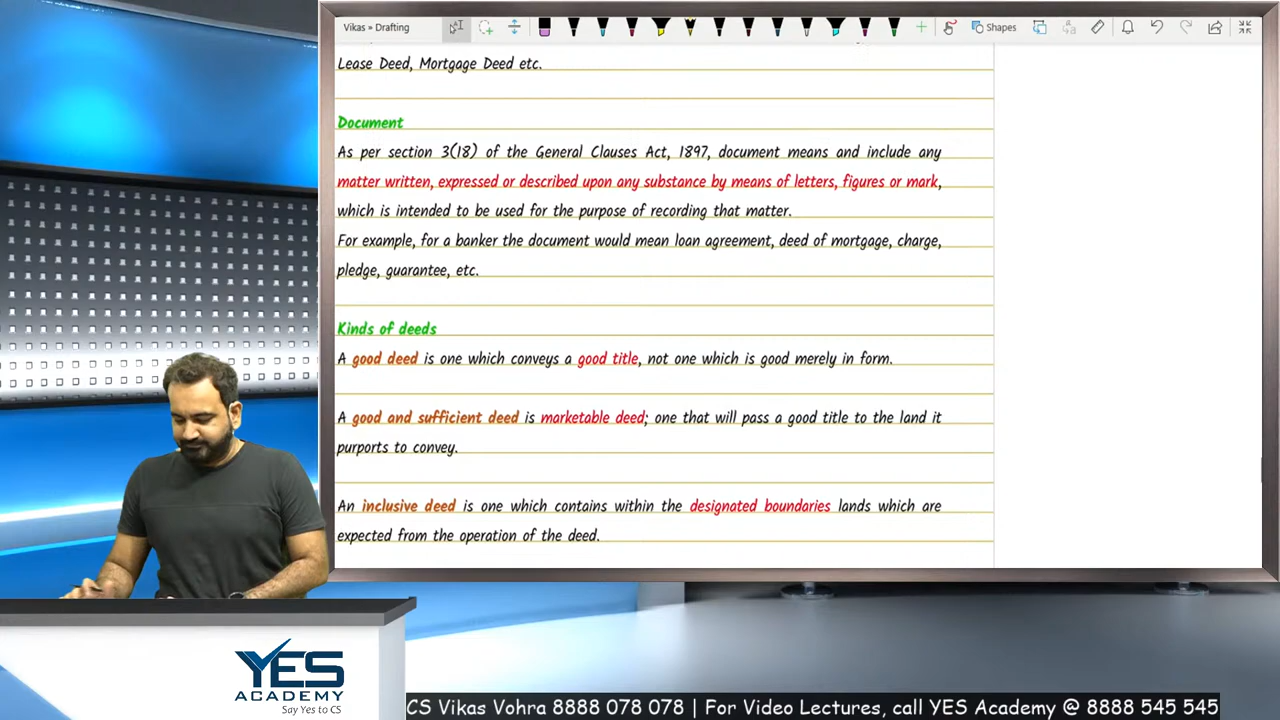 Vikas » Drafting
Shapes
Lease Deed, Mortgage Deed etc.
Document
As per section 3(18) of the General Clauses Act, 1897, document means and include any
matter written, expressed or described upon any substance by means of letters, figures or mark,
which is intended to be used for the purpose of recording that matter.
For example, for a banker the document would mean loan agreement, deed of mortgage, charge,
pledge, guarantee, etc.
Kinds of deeds
A good deed is one which conveys a good title, not one which is good merely in form.
A good and sufficient deed is marketable deed; one that will pass a good title to the land it
purports to convey.
An inclusive deed is one which contains within the designated boundaries lands which are
expected from the operation of the deed.
YES
ACADEMY
Say Yes to CS
CS Vikas Vohra 8888 078 078 | For Video Lectures, call YES Academy @ 8888 545 545